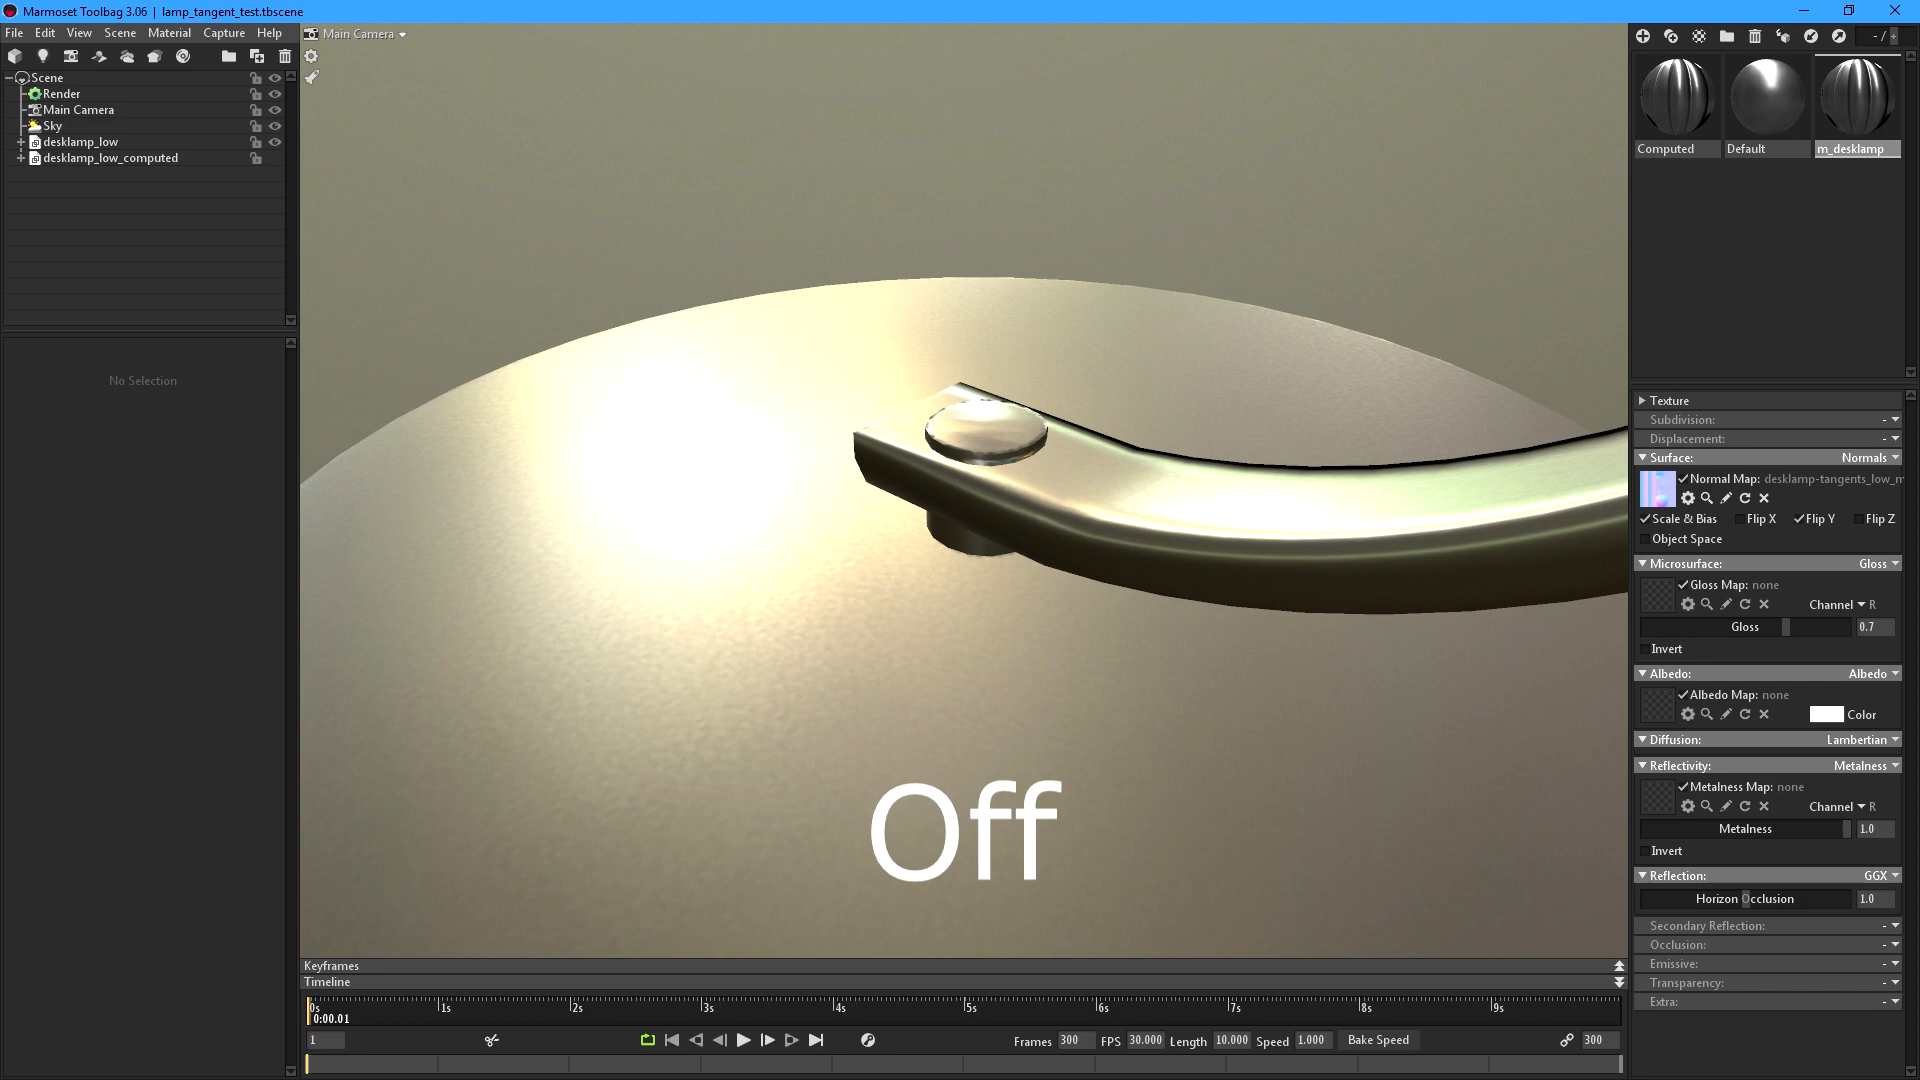 Marmoset Toolbag 3.06 | lamp_tangent_test.tbscene
File Edit View Scene Material Capture Help
Scene
Render
Main Camera
Sky
desklamp_low
desklamp_low_computed
No Selection
Main Camera
Off
Keyframes
Timeline
0s 1s 2s 3s 4s 5s 6s 7s 8s 9s
0:00.01
1
Frames 300 FPS 30.000 Length 10.000 Speed 1.000 Bake Speed 300
- / +
Computed Default m_desklamp
Texture
Subdivision: -
Displacement: -
Surface: Normals
Normal Map: desklamp-tangents_low_m
Scale & Bias Flip X Flip Y Flip Z
Object Space
Microsurface: Gloss
Gloss Map: none
Channel R
Gloss 0.7
Invert
Albedo: Albedo
Albedo Map: none
Color
Diffusion: Lambertian
Reflectivity: Metalness
Metalness Map: none
Channel R
Metalness 1.0
Invert
Reflection: GGX
Horizon Occlusion 1.0
Secondary Reflection: -
Occlusion: -
Emissive: -
Transparency: -
Extra: -